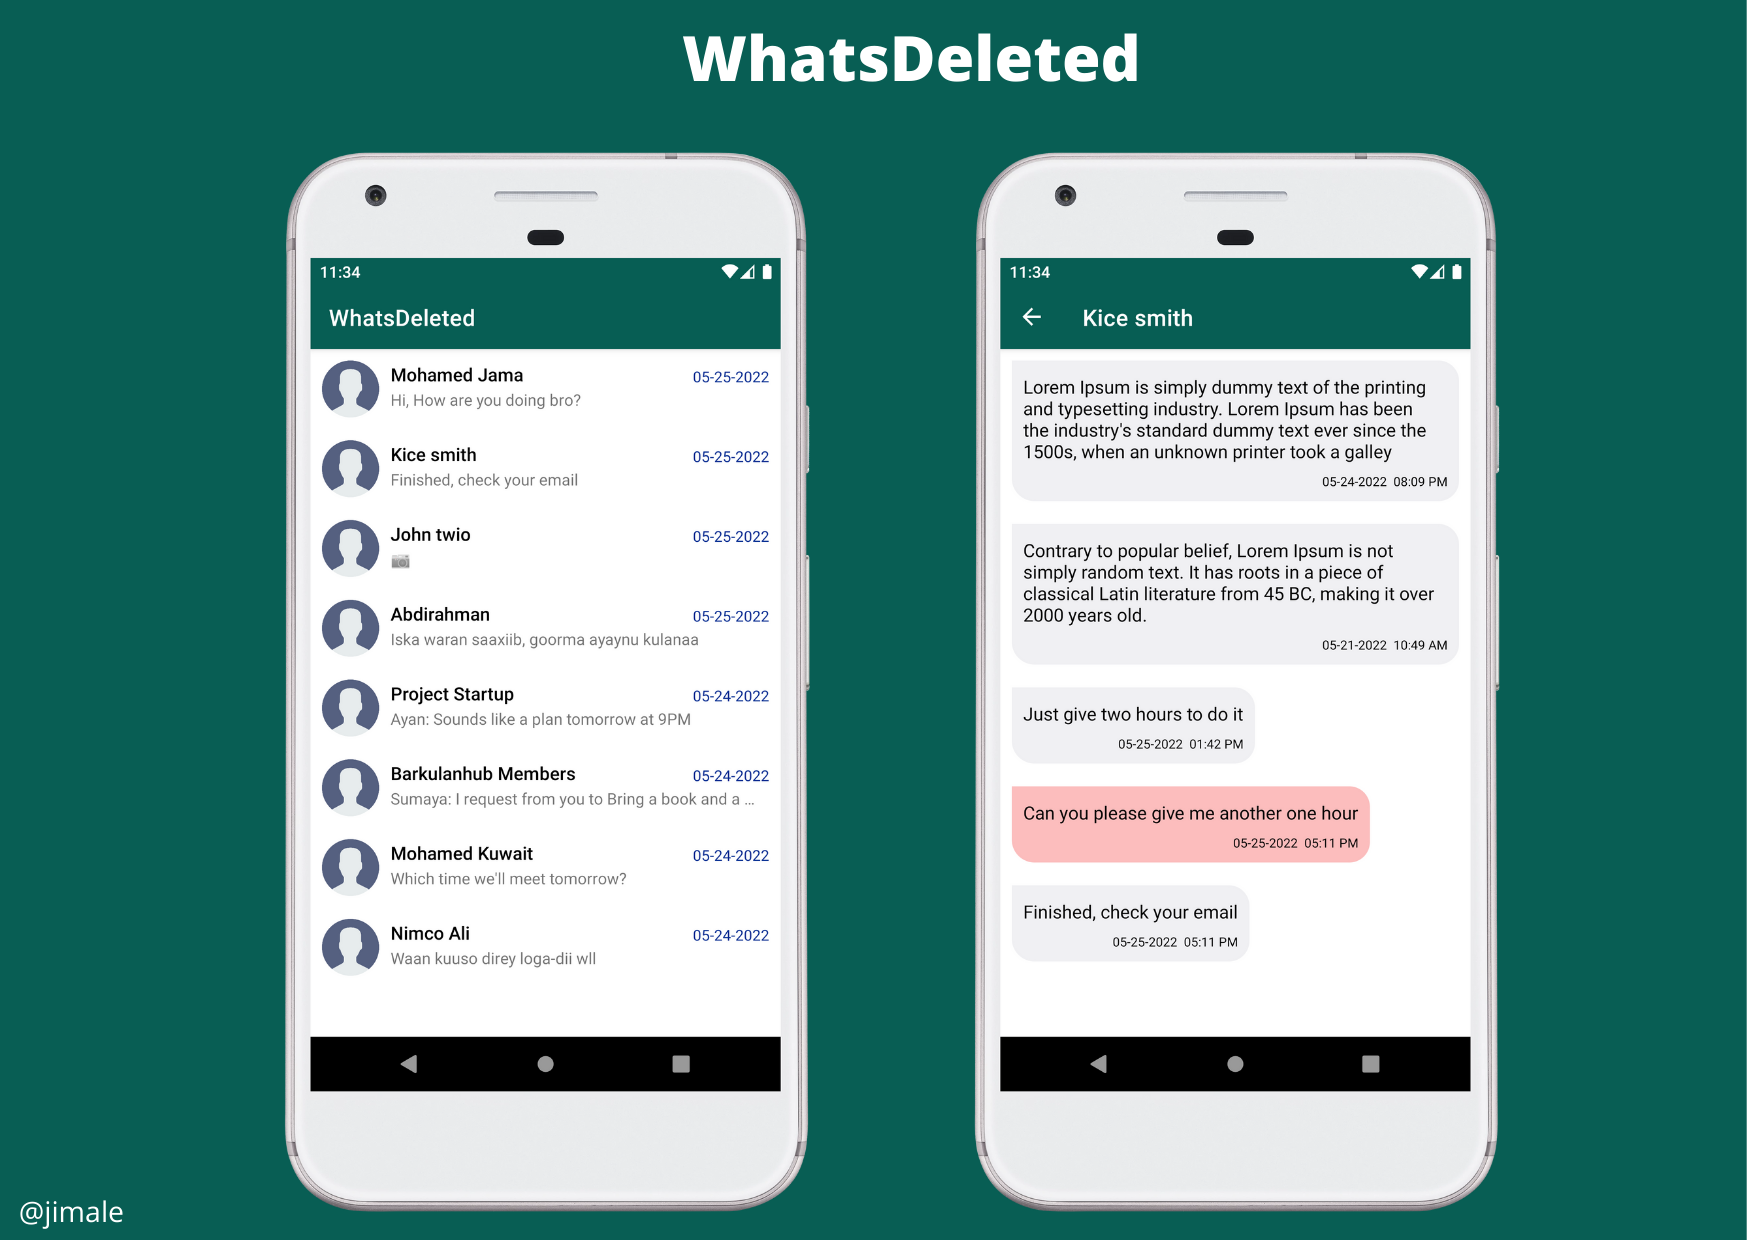 WhatsDeleted
11:34
WhatsDeleted
Mohamed Jama
05-25-2022
Hi, How are you doing bro?
Kice smith
05-25-2022
Finished, check your email
John twio
05-25-2022
📷
Abdirahman
05-25-2022
Iska waran saaxiib, goorma ayaynu kulanaa
Project Startup
05-24-2022
Ayan: Sounds like a plan tomorrow at 9PM
Barkulanhub Members
05-24-2022
Sumaya: I request from you to Bring a book and a ...
Mohamed Kuwait
05-24-2022
Which time we'll meet tomorrow?
Nimco Ali
05-24-2022
Waan kuuso direy loga-dii wll
11:34
Kice smith
Lorem Ipsum is simply dummy text of the printing
and typesetting industry. Lorem Ipsum has been
the industry's standard dummy text ever since the
1500s, when an unknown printer took a galley
05-24-2022 08:09 PM
Contrary to popular belief, Lorem Ipsum is not
simply random text. It has roots in a piece of
classical Latin literature from 45 BC, making it over
2000 years old.
05-21-2022 10:49 AM
Just give two hours to do it
05-25-2022 01:42 PM
Can you please give me another one hour
05-25-2022 05:11 PM
Finished, check your email
05-25-2022 05:11 PM
@jimale